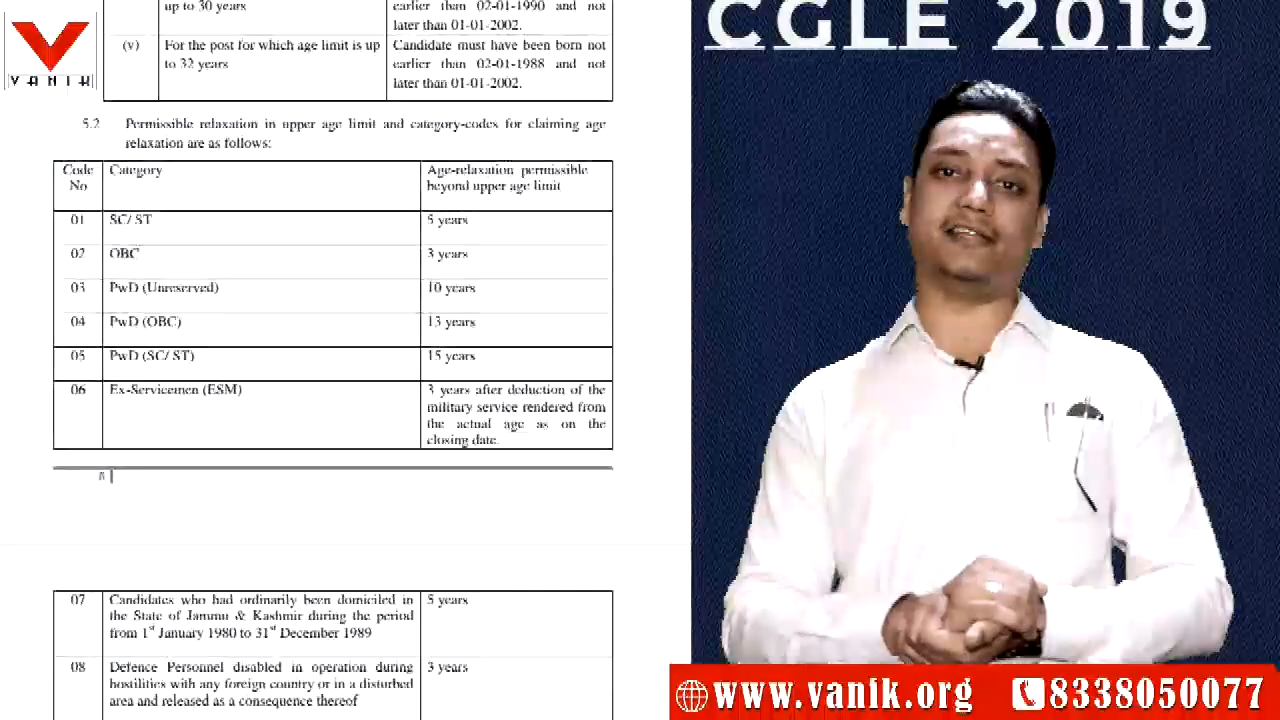 up to 30 years
earlier than 02-01-1990 and not
later than 01-01-2002.
(v)
For the post for which age limit is up
to 32 years
Candidate must have been born not
earlier than 02-01-1988 and not
later than 01-01-2002.
5.2 Permissible relaxation in upper age limit and category-codes for claiming age
relaxation are as follows:
Code
No
Category
Age-relaxation permissible
beyond upper age limit
01 SC/ ST 5 years
02 OBC 3 years
03 PwD (Unreserved) 10 years
04 PwD (OBC) 13 years
05 PwD (SC/ ST) 15 years
06 Ex-Servicemen (ESM)
3 years after deduction of the
military service rendered from
the actual age as on the
closing date.
07
Candidates who had ordinarily been domiciled in
the State of Jammu & Kashmir during the period
from 1st January 1980 to 31st December 1989
5 years
08
Defence Personnel disabled in operation during
hostilities with any foreign country or in a disturbed
area and released as a consequence thereof
3 years
VANIK
CGLE 2019
www.vanik.org
8338050077